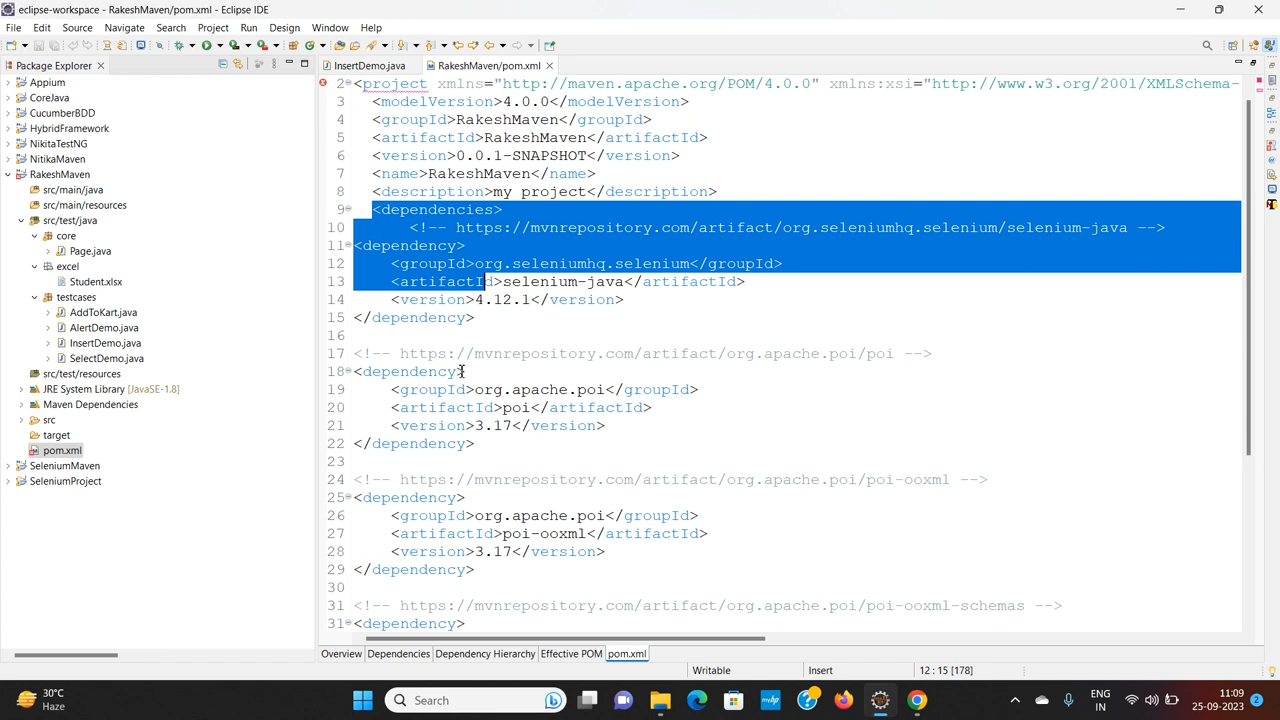 eclipse-workspace - RakeshMaven/pom.xml - Eclipse IDE
File Edit Source Navigate Search Project Run Design Window Help
Package Explorer
InsertDemo.java
RakeshMaven/pom.xml
Appium
CoreJava
CucumberBDD
HybridFramework
NikitaTestNG
NitikaMaven
RakeshMaven
src/main/java
src/main/resources
src/test/java
core
Page.java
excel
Student.xlsx
testcases
AddToKart.java
AlertDemo.java
InsertDemo.java
SelectDemo.java
src/test/resources
JRE System Library [JavaSE-1.8]
Maven Dependencies
src
target
pom.xml
SeleniumMaven
SeleniumProject
2 <project xmlns="http://maven.apache.org/POM/4.0.0" xmlns:xsi="http://www.w3.org/2001/XMLSchema-
3 <modelVersion>4.0.0</modelVersion>
4 <groupId>RakeshMaven</groupId>
5 <artifactId>RakeshMaven</artifactId>
6 <version>0.0.1-SNAPSHOT</version>
7 <name>RakeshMaven</name>
8 <description>my project</description>
9 <dependencies>
10 <!-- https://mvnrepository.com/artifact/org.seleniumhq.selenium/selenium-java -->
11 <dependency>
12 <groupId>org.seleniumhq.selenium</groupId>
13 <artifactId>selenium-java</artifactId>
14 <version>4.12.1</version>
15 </dependency>
16
17 <!-- https://mvnrepository.com/artifact/org.apache.poi/poi -->
18 <dependency>
19 <groupId>org.apache.poi</groupId>
20 <artifactId>poi</artifactId>
21 <version>3.17</version>
22 </dependency>
23
24 <!-- https://mvnrepository.com/artifact/org.apache.poi/poi-ooxml -->
25 <dependency>
26 <groupId>org.apache.poi</groupId>
27 <artifactId>poi-ooxml</artifactId>
28 <version>3.17</version>
29 </dependency>
30
31 <!-- https://mvnrepository.com/artifact/org.apache.poi/poi-ooxml-schemas -->
31 <dependency>
Overview Dependencies Dependency Hierarchy Effective POM pom.xml
Writable Insert 12 : 15 [178]
30°C
Haze
Search
ENG
IN
11:09
25-09-2023
2